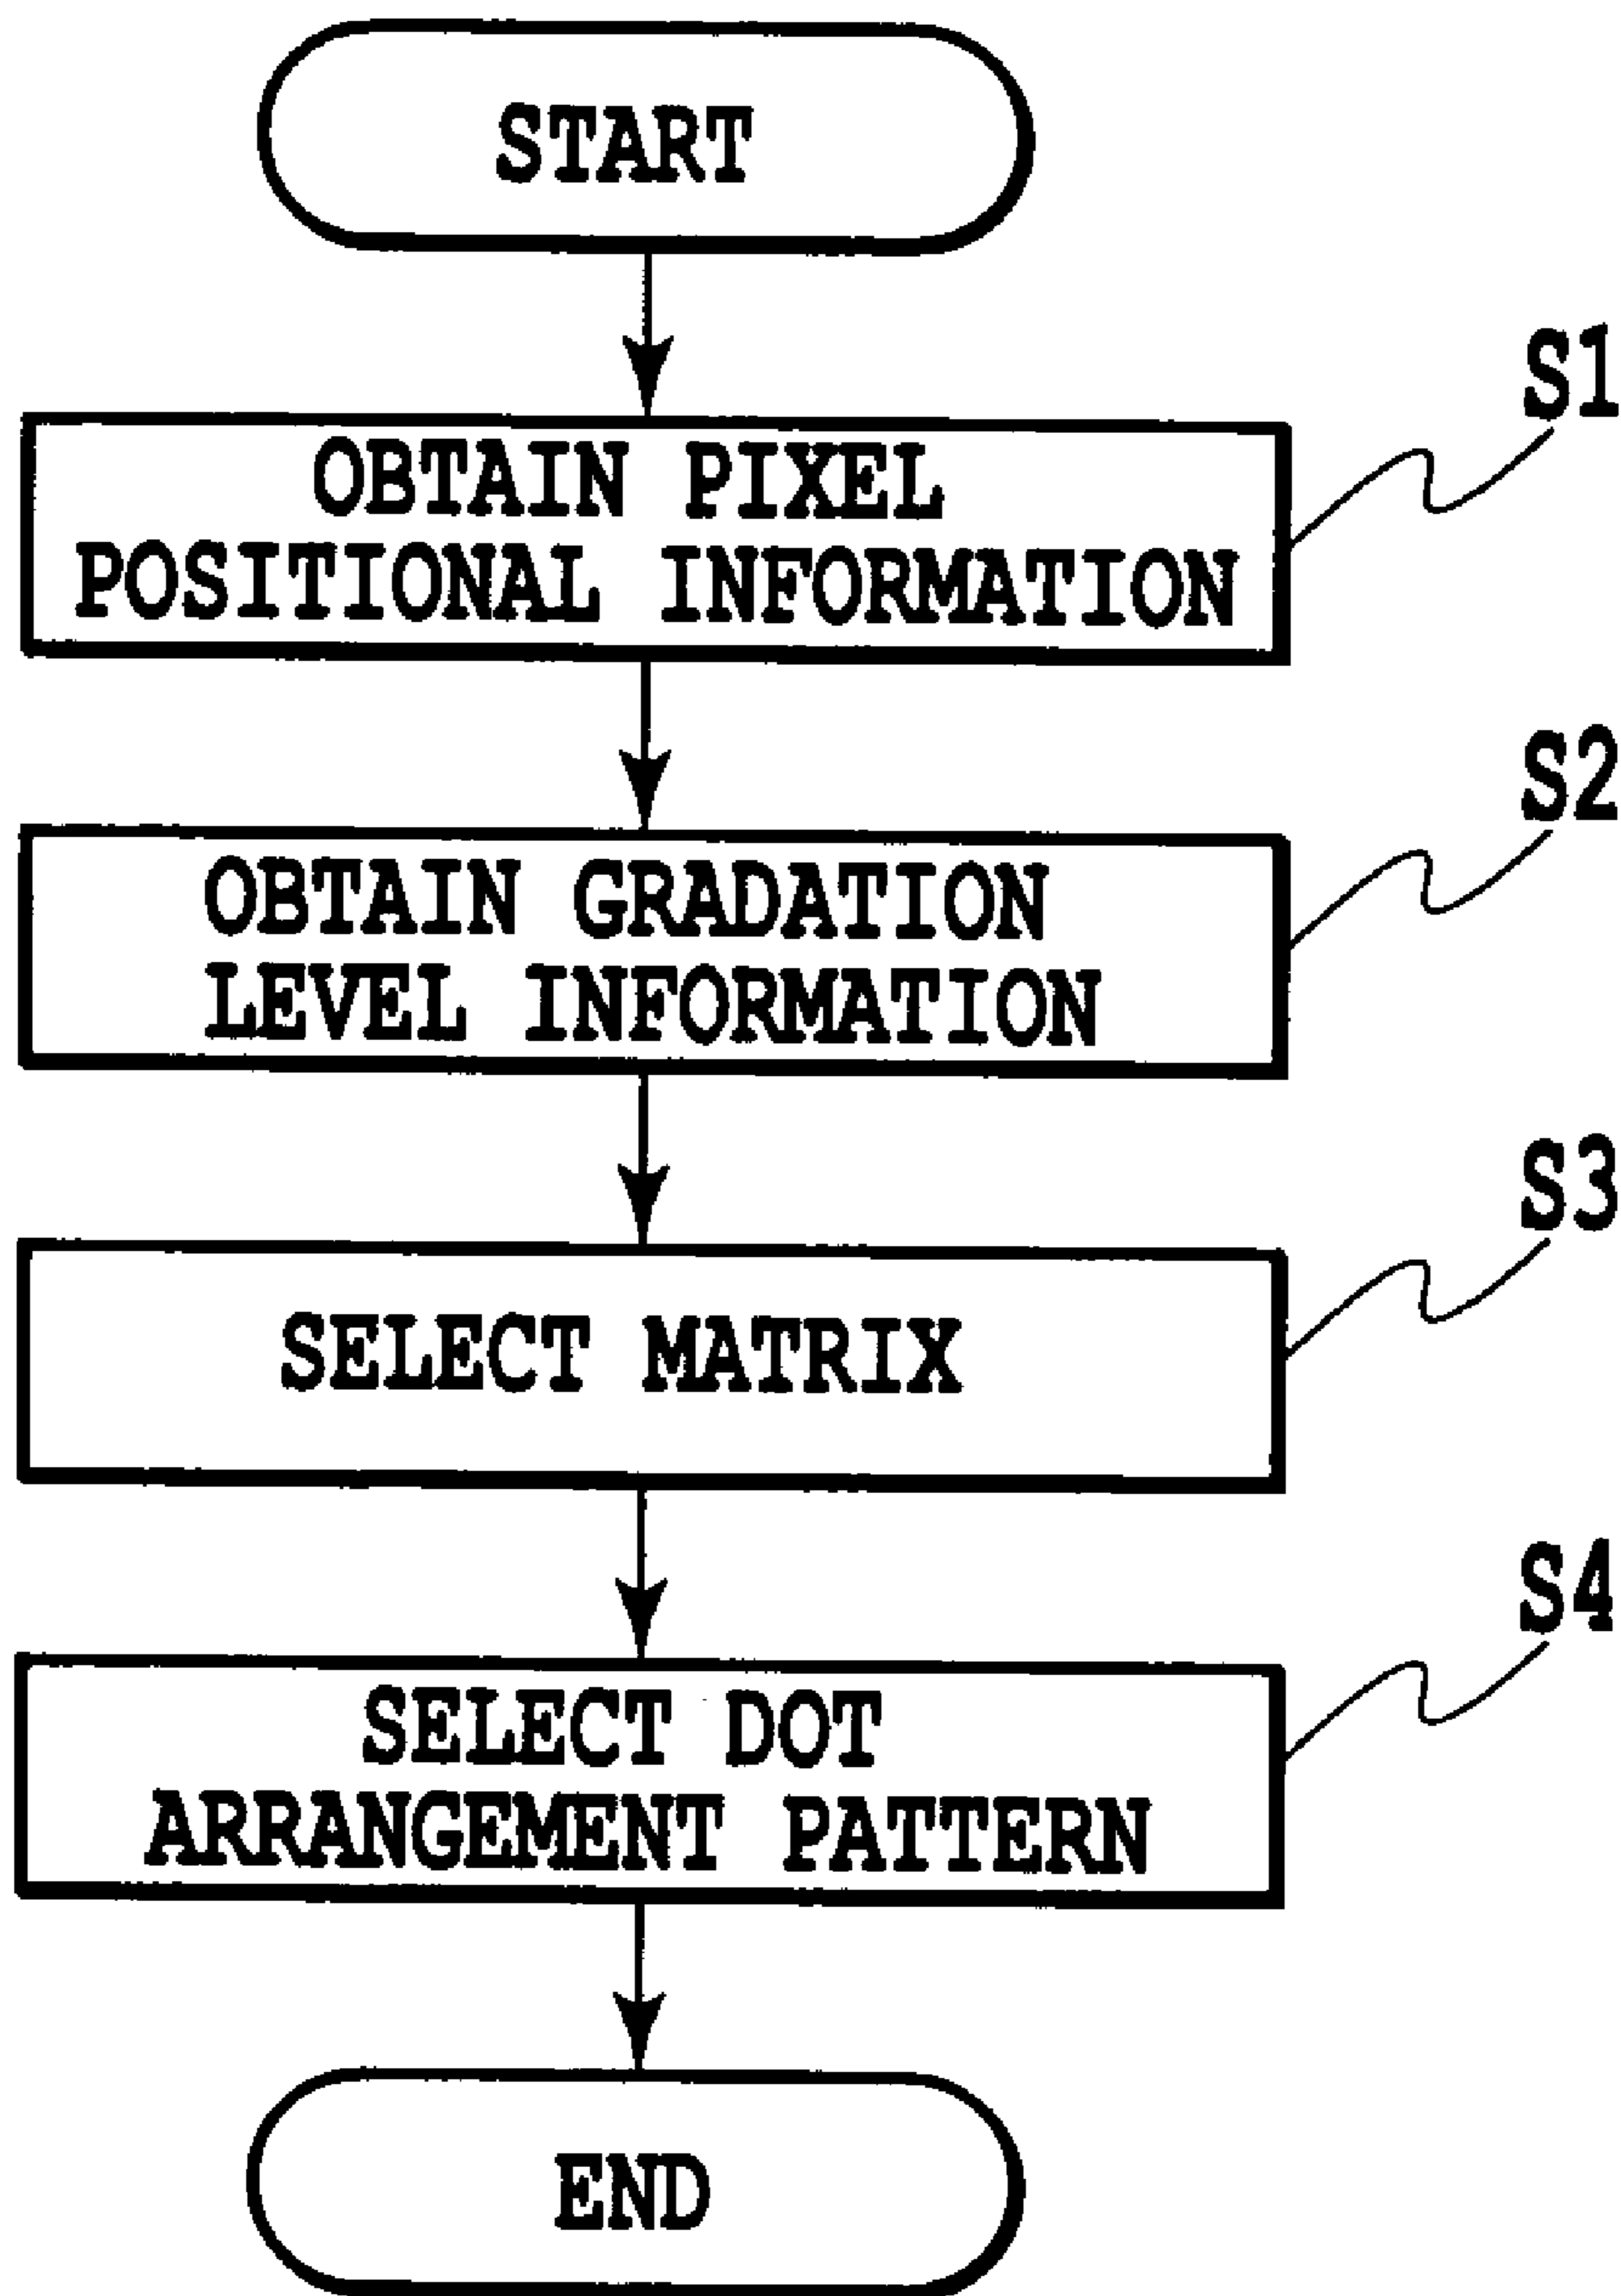 START
S1
OBTAIN PIXEL
POSITIONAL INFORMATION
S2
OBTAIN GRADATION
LEVEL INFORMATION
S3
SELECT MATRIX
S4
SELECT DOT
ARRANGEMENT PATTERN
END